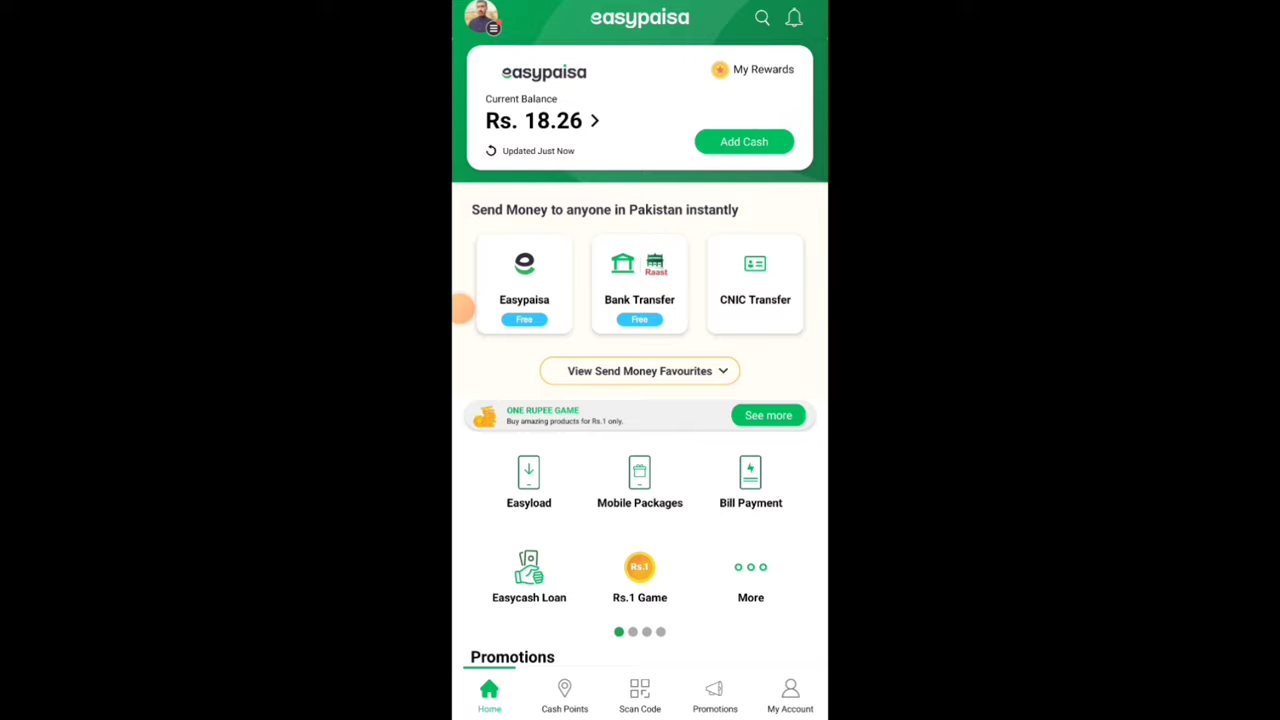 easypaisa
easypaisa
My Rewards
Current Balance
Rs. 18.26
Add Cash
Updated Just Now
Send Money to anyone in Pakistan instantly
Raast
Easypaisa
Bank Transfer
CNIC Transfer
Free
Free
View Send Money Favourites
ONE RUPEE GAME
Buy amazing products for Rs.1 only.
See more
Easyload
Mobile Packages
Bill Payment
Rs.1
Easycash Loan
Rs.1 Game
More
Promotions
Home
Cash Points
Scan Code
Promotions
My Account